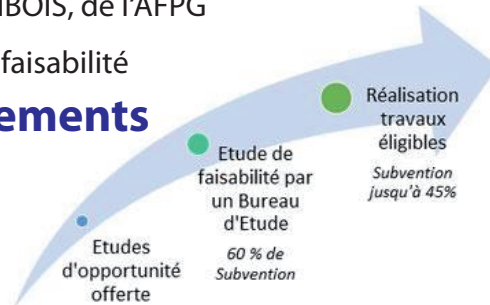 IBOIS, de l'AFPG
faisabilité
ements
Réalisation
travaux
éligibles
Subvention
jusqu'à 45%
Etude de
faisabilité par
un Bureau
d'Etude
60 % de
Subvention
Etudes
d'opportunité
offerte